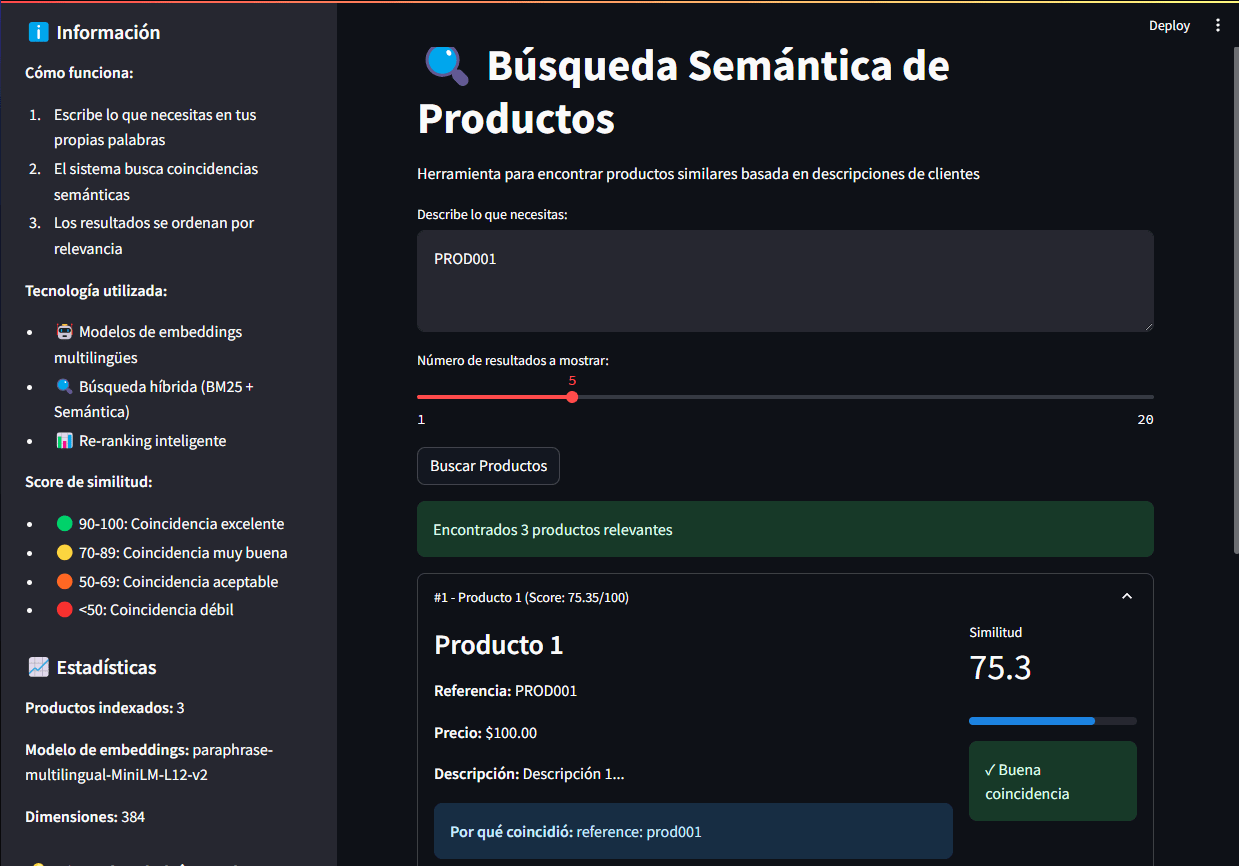 Información
Cómo funciona:
1. Escribe lo que necesitas en tus
propias palabras
2. El sistema busca coincidencias
semánticas
3. Los resultados se ordenan por
relevancia
Tecnología utilizada:
• Modelos de embeddings
multilingües
• Búsqueda híbrida (BM25 +
Semántica)
• Re-ranking inteligente
Score de similitud:
• 90-100: Coincidencia excelente
• 70-89: Coincidencia muy buena
• 50-69: Coincidencia aceptable
• <50: Coincidencia débil
Estadísticas
Productos indexados: 3
Modelo de embeddings: paraphrase-
multilingual-MiniLM-L12-v2
Dimensiones: 384
Deploy
Búsqueda Semántica de
Productos
Herramienta para encontrar productos similares basada en descripciones de clientes
Describe lo que necesitas:
PROD001
Número de resultados a mostrar:
5
1
20
Buscar Productos
Encontrados 3 productos relevantes
#1 - Producto 1 (Score: 75.35/100)
Producto 1
Referencia: PROD001
Precio: $100.00
Descripción: Descripción 1...
Por qué coincidió: reference: prod001
Similitud
75.3
✓ Buena
coincidencia